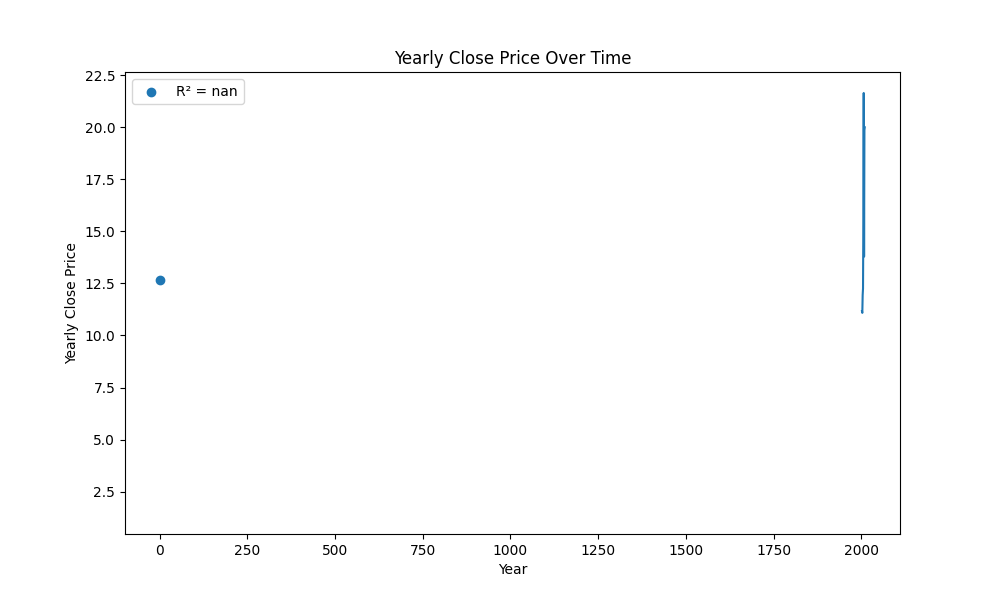 Yearly Close Price Over Time
R² = nan
22.5
20.0
17.5
15.0
12.5
10.0
7.5
5.0
2.5
Yearly Close Price
0 250 500 750 1000 1250 1500 1750 2000
Year